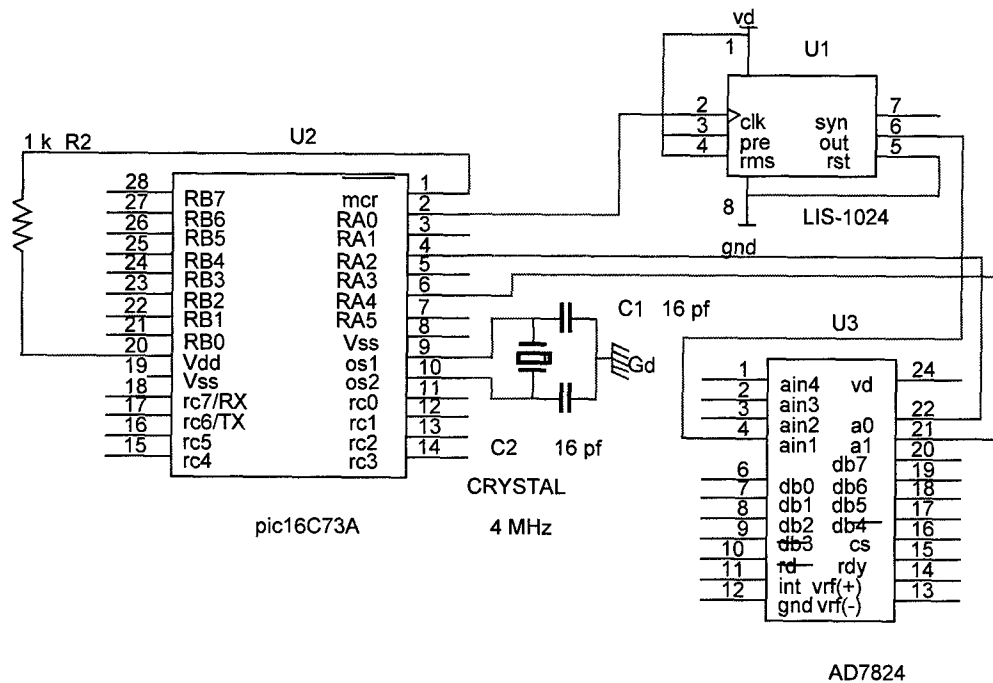 vd
1 U1
2 clk syn 7
3 pre out 6
4 rms rst 5
8 LIS-1024
gnd
1 k R2 U2
28 RB7 mcr 1
27 RB6 RA0 2
26 RB5 RA1 3
25 RB4 RA2 4
24 RB3 RA3 5
23 RB2 RA4 6
22 RB1 RA5 7
21 RB0 Vss 8
20 Vdd os1 9
19 Vss os2 10
18 rc7/RX rc0 11
17 rc6/TX rc1 12
16 rc5 rc2 13
15 rc4 rc3 14
pic16C73A
C1 16 pf
Gd
C2 16 pf
CRYSTAL
4 MHz
U3
1 ain4 vd 24
2 ain3
3 ain2 a0 22
4 ain1 a1 21
db7 20
6 db0 db6 19
7 db1 db5 18
8 db2 db4 17
9 db3 cs 16
10 rd rdy 15
11 int vrf(+) 14
12 gnd vrf(-) 13
AD7824